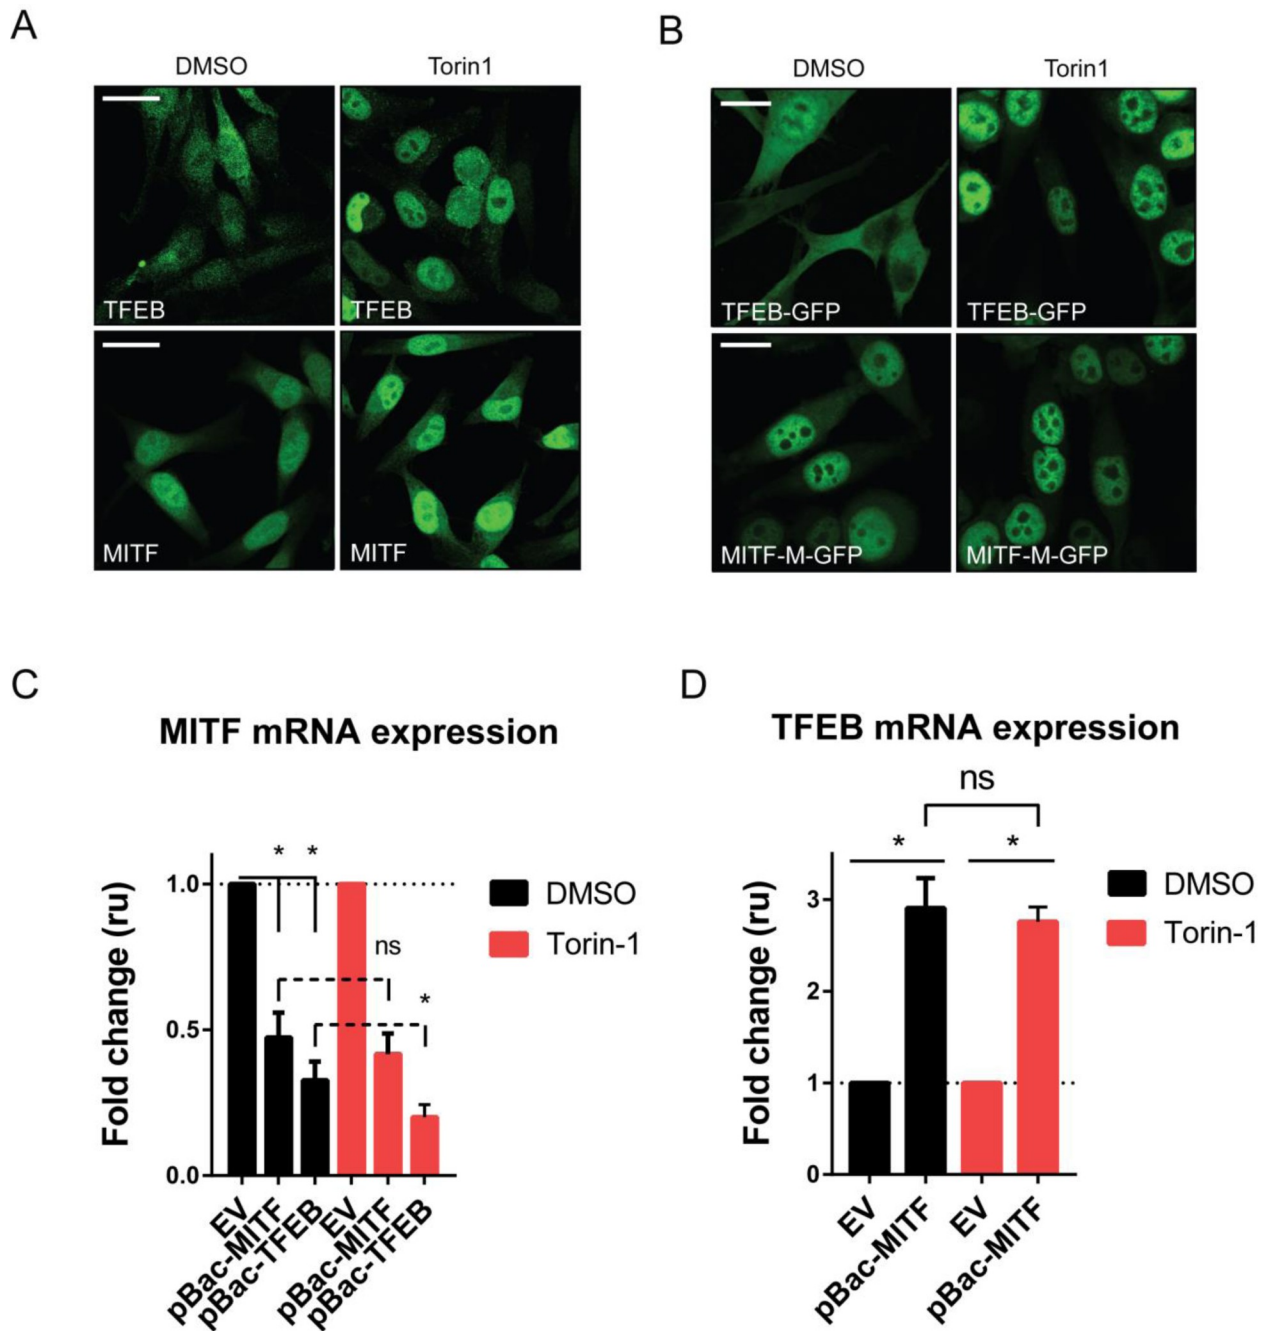 A
B
DMSO
Torin1
DMSO
Torin1
TFEB
TFEB
TFEB-GFP
TFEB-GFP
MITF
MITF
MITF-M-GFP
MITF-M-GFP
C
D
MITF mRNA expression
TFEB mRNA expression
ns
* *
* *
1.0
DMSO
Torin-1
ns
*
0.5
0.0
Fold change (ru)
EV
pBac-MITF
pBac-TFEB
EV
pBac-MITF
pBac-TFEB
3
2
1
0
Fold change (ru)
DMSO
Torin-1
EV
pBac-MITF
EV
pBac-MITF